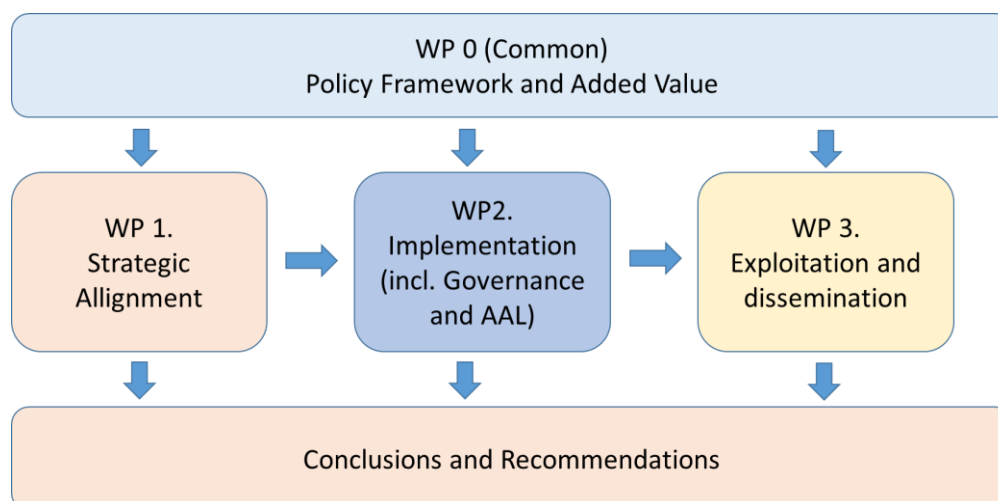 WP 0 (Common)
Policy Framework and Added Value
WP 1.
Strategic
Allignment
WP2.
Implementation
(incl. Governance
and AAL)
WP 3.
Exploitation and
dissemination
Conclusions and Recommendations